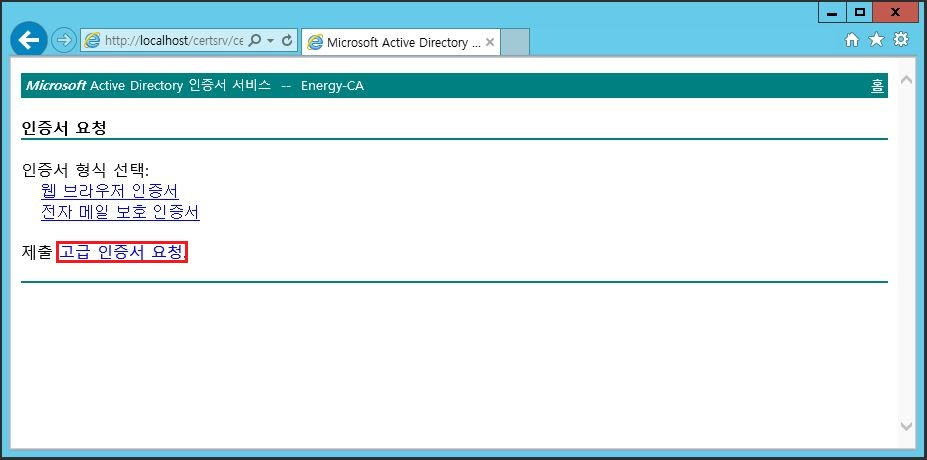 http://localhost/certsrv/ce
Microsoft Active Directory ...
Microsoft Active Directory 인증서 서비스 -- Energy-CA
홈
인증서 요청
인증서 형식 선택:
웹 브라우저 인증서
전자 메일 보호 인증서
제출 고급 인증서 요청.